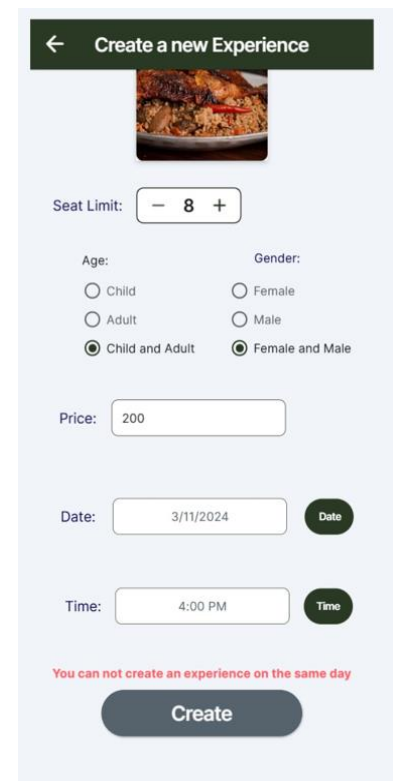 Create a new Experience
Seat Limit: − 8 +
Age: Gender:
Child Female
Adult Male
Child and Adult Female and Male
Price: 200
Date: 3/11/2024 Date
Time: 4:00 PM Time
You can not create an experience on the same day
Create